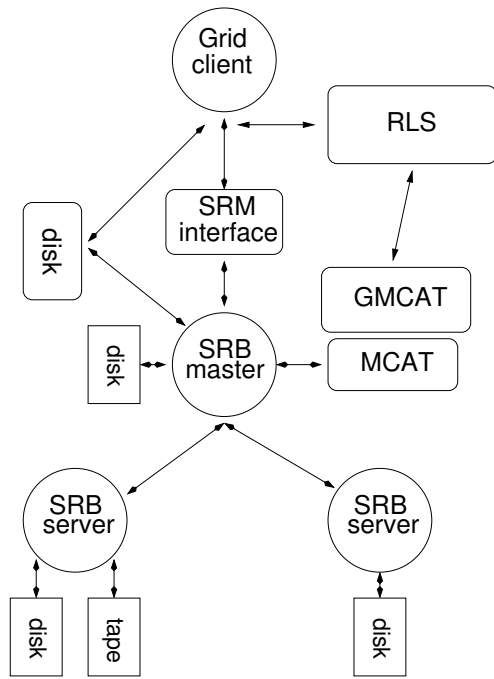 Grid
client
RLS
SRM
interface
disk
GMCAT
disk
SRB
master
MCAT
SRB
server
SRB
server
disk
tape
disk